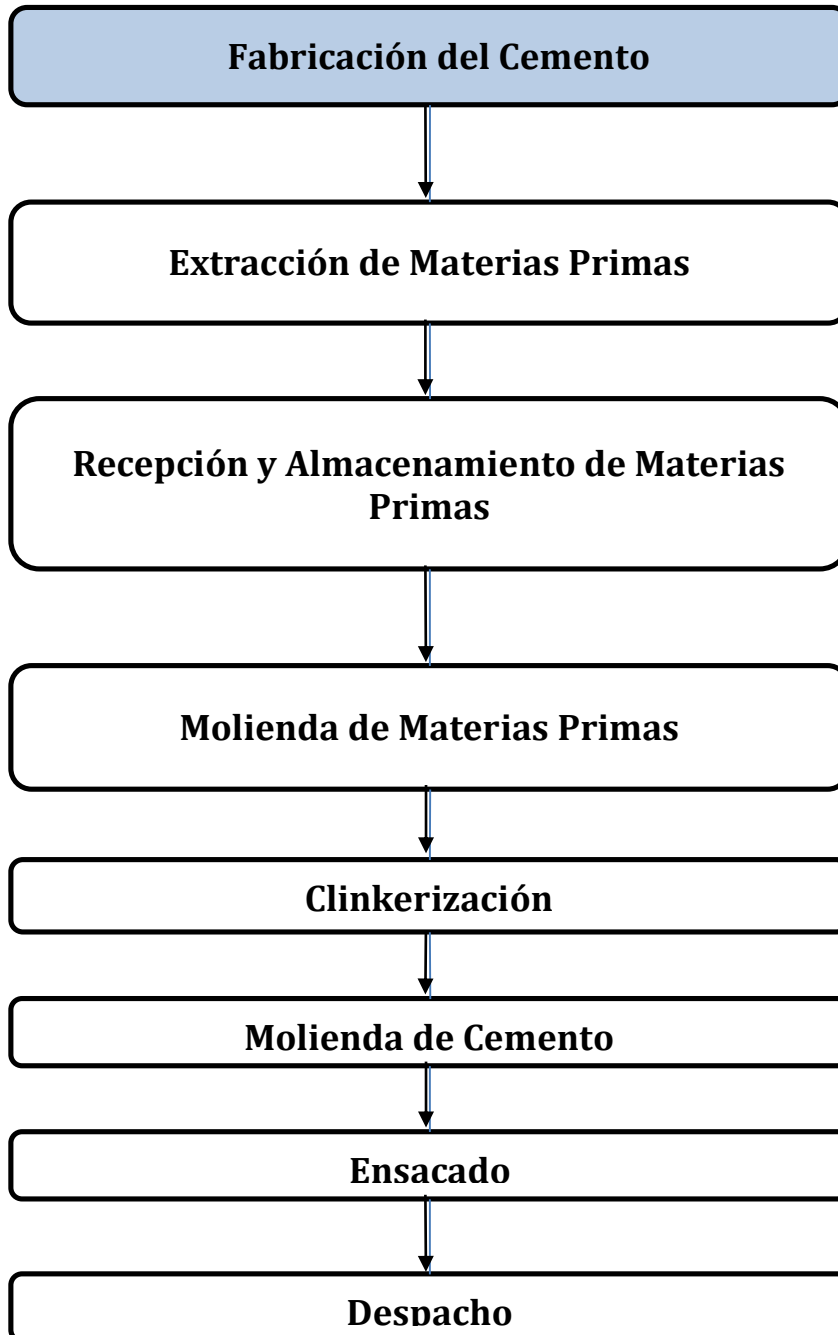 Fabricación del Cemento
Extracción de Materias Primas
Recepción y Almacenamiento de Materias
Primas
Molienda de Materias Primas
Clinkerización
Molienda de Cemento
Ensacado
Despacho